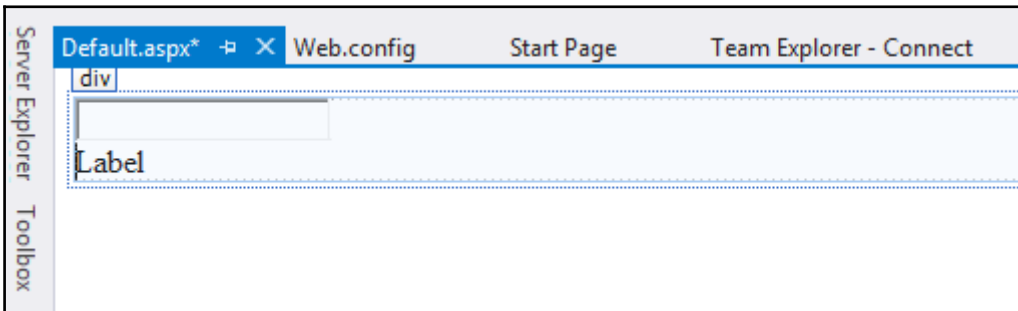 Server Explorer
Toolbox
Default.aspx* Web.config Start Page Team Explorer - Connect
div
Label